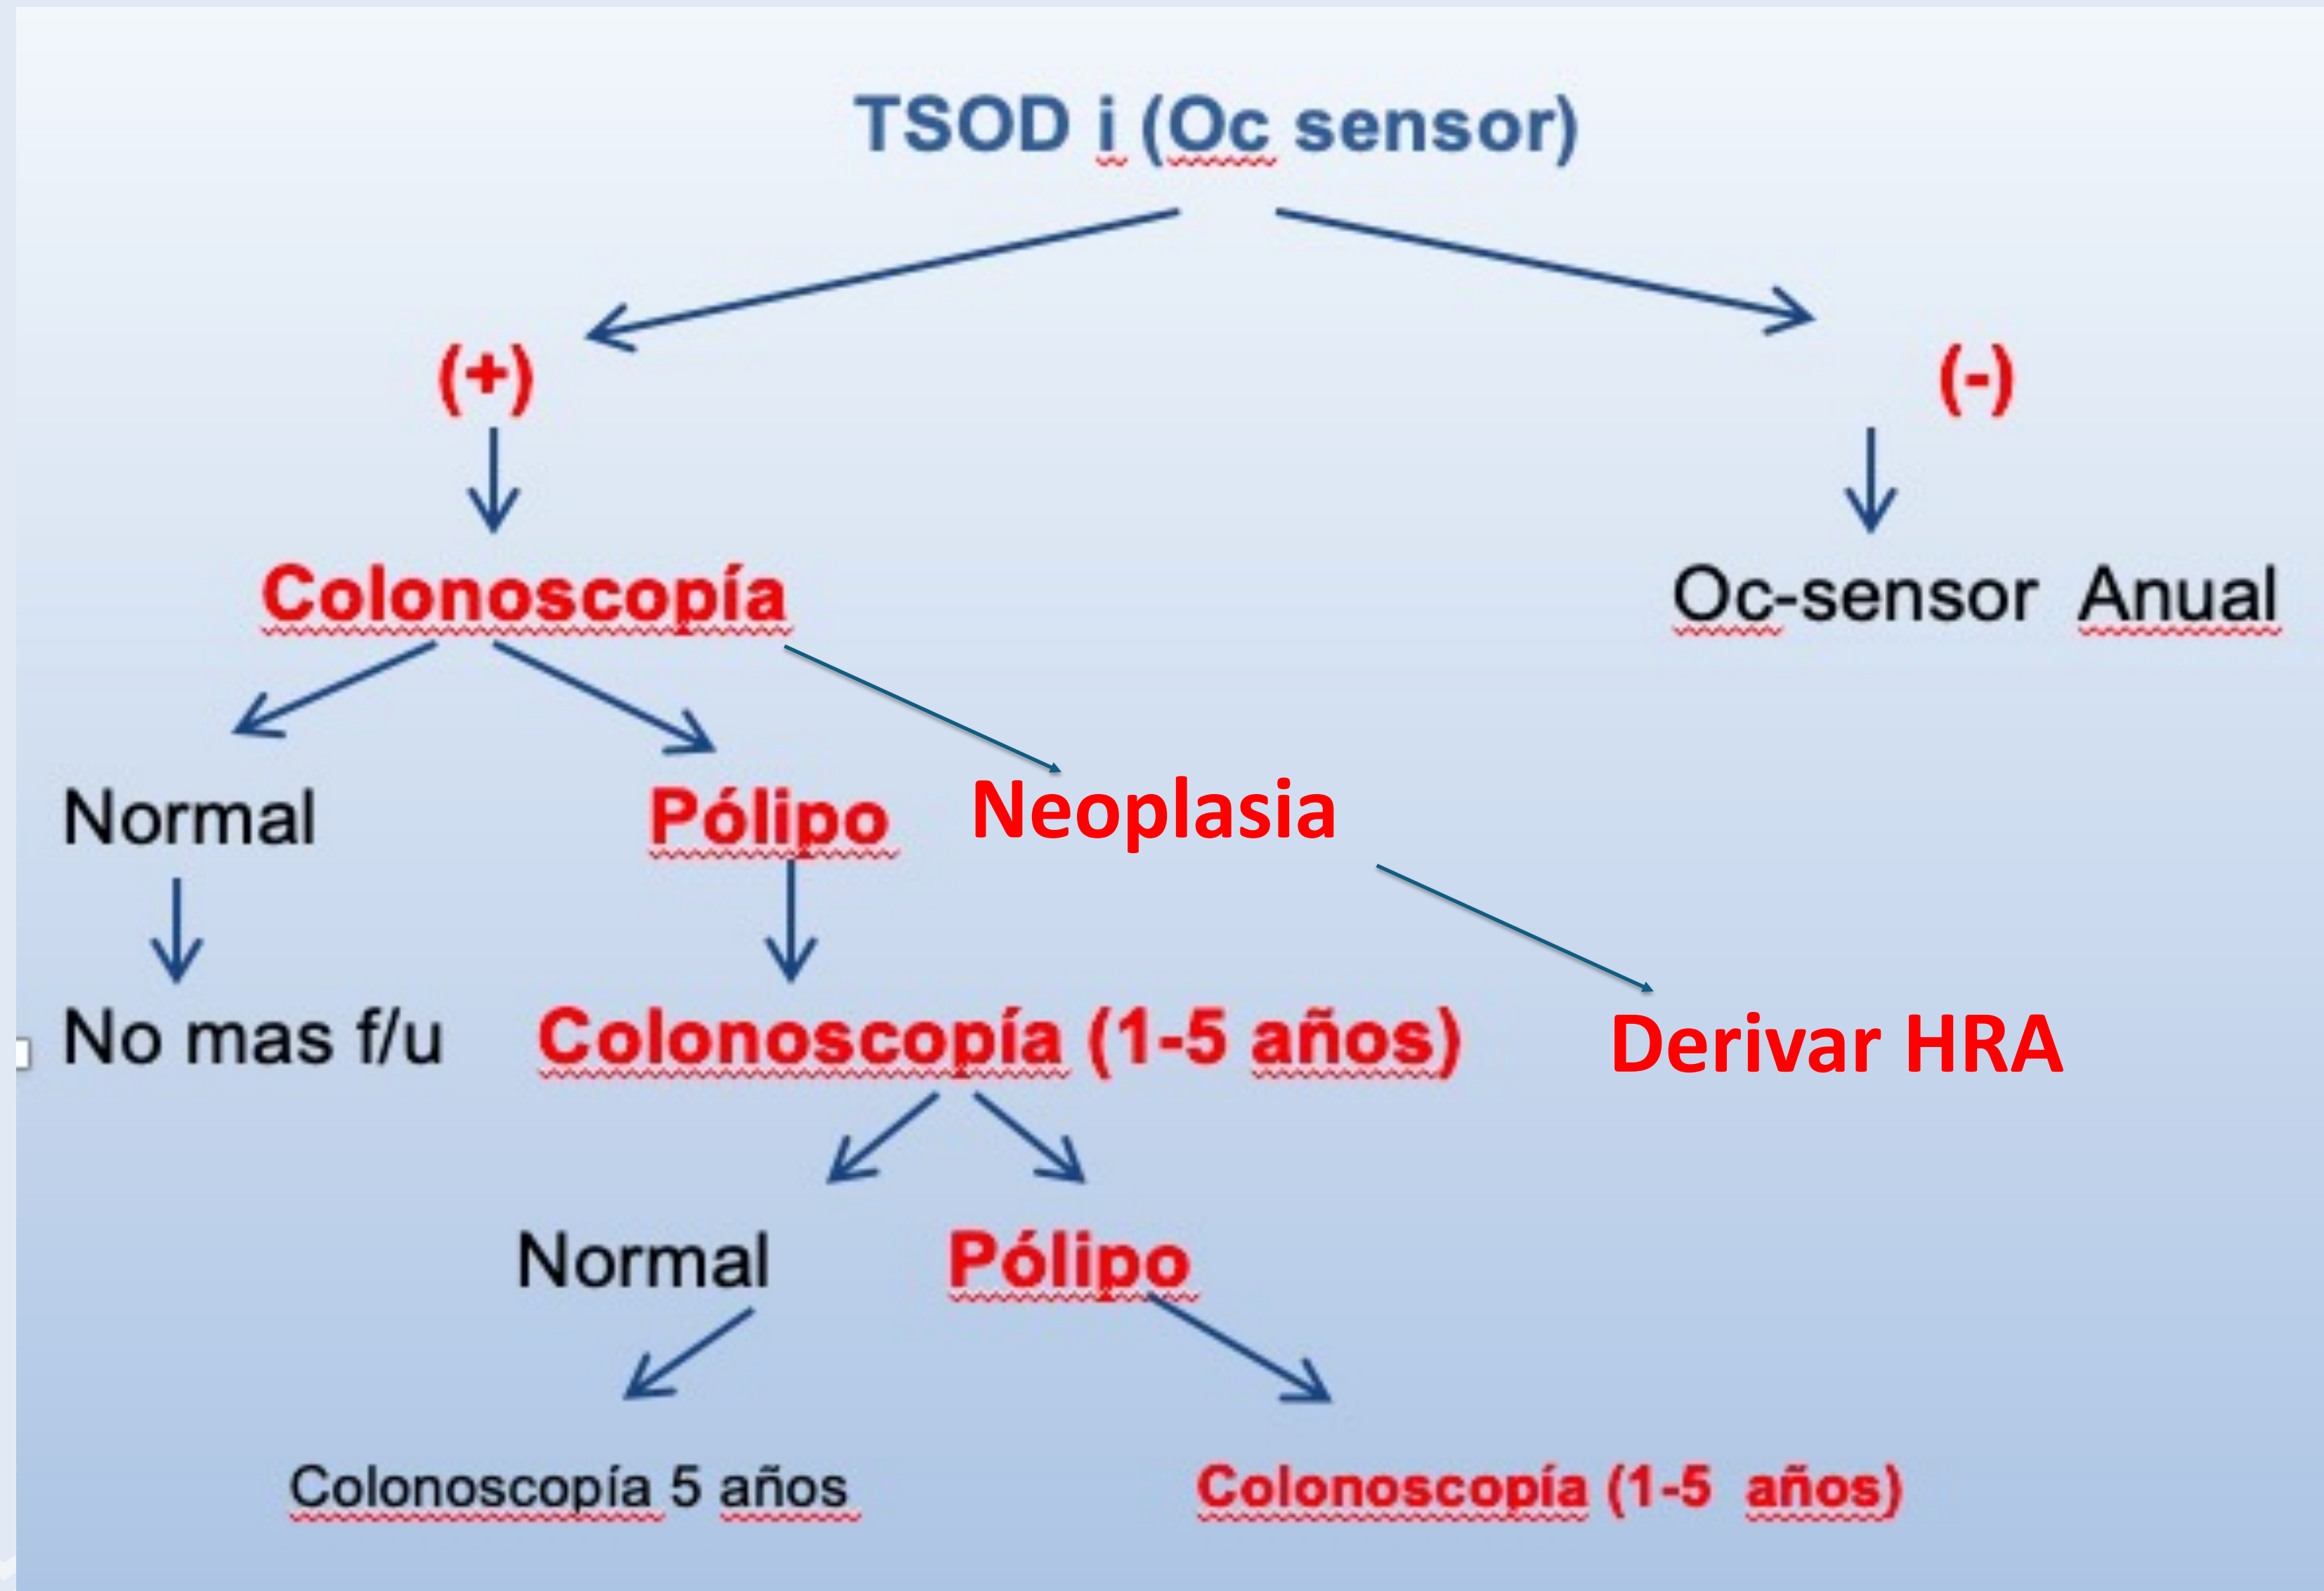 TSOD i (Oc sensor)
(+)
(-)
Colonoscopía
Oc-sensor Anual
Normal
Pólipo
Neoplasia
No mas f/u
Colonoscopía (1-5 años)
Derivar HRA
Normal
Pólipo
Colonoscopía 5 años
Colonoscopía (1-5 años)